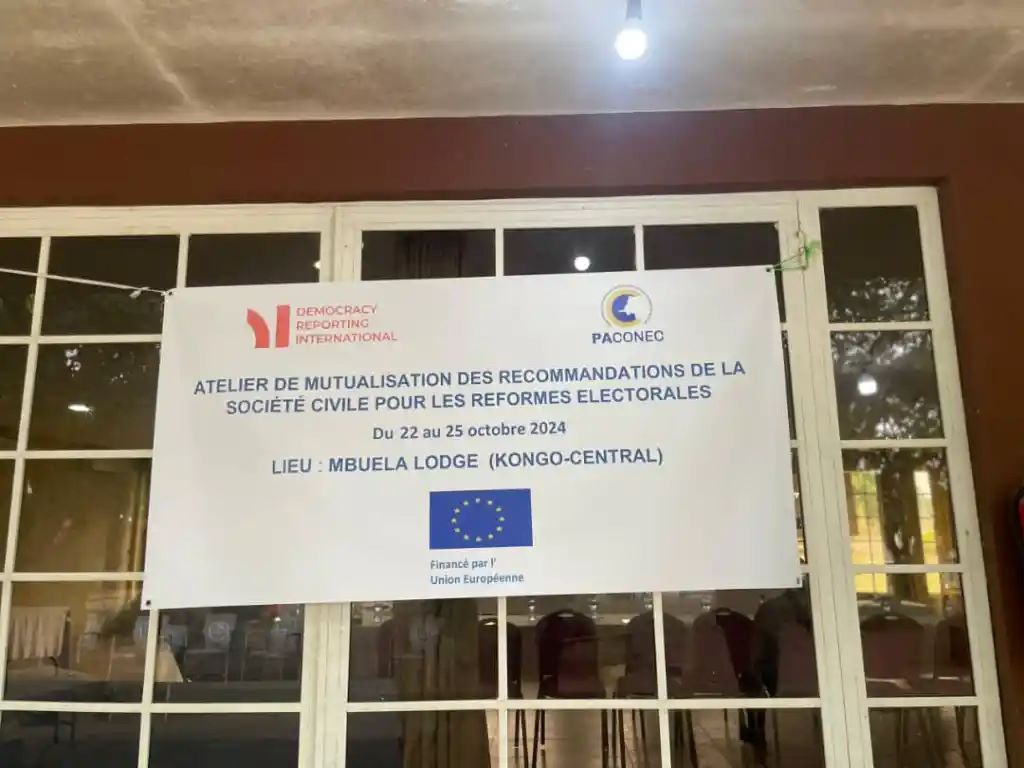 DEMOCRACY
REPORTING
INTERNATIONAL
PACONEC
ATELIER DE MUTUALISATION DES RECOMMANDATIONS DE LA
SOCIÉTÉ CIVILE POUR LES REFORMES ELECTORALES
Du 22 au 25 octobre 2024
LIEU : MBUELA LODGE (KONGO-CENTRAL)
Financé par l'
Union Européenne